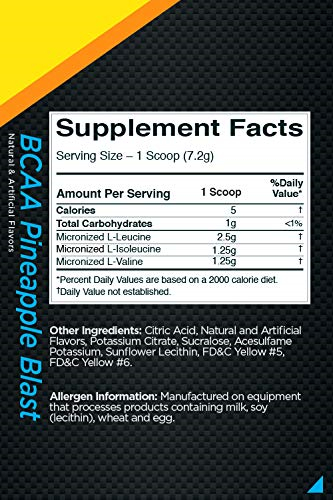 BCAA Pineapple Blast
Natural & Artificial Flavors
Supplement Facts
Serving Size – 1 Scoop (7.2g)
Amount Per Serving 1 Scoop %Daily Value*
Calories 5 †
Total Carbohydrates 1g <1%
Micronized L-Leucine 2.5g †
Micronized L-Isoleucine 1.25g †
Micronized L-Valine 1.25g †
*Percent Daily Values are based on a 2000 calorie diet.
†Daily Value not established.
Other Ingredients: Citric Acid, Natural and Artificial
Flavors, Potassium Citrate, Sucralose, Acesulfame
Potassium, Sunflower Lecithin, FD&C Yellow #5,
FD&C Yellow #6.
Allergen Information: Manufactured on equipment
that processes products containing milk, soy
(lecithin), wheat and egg.